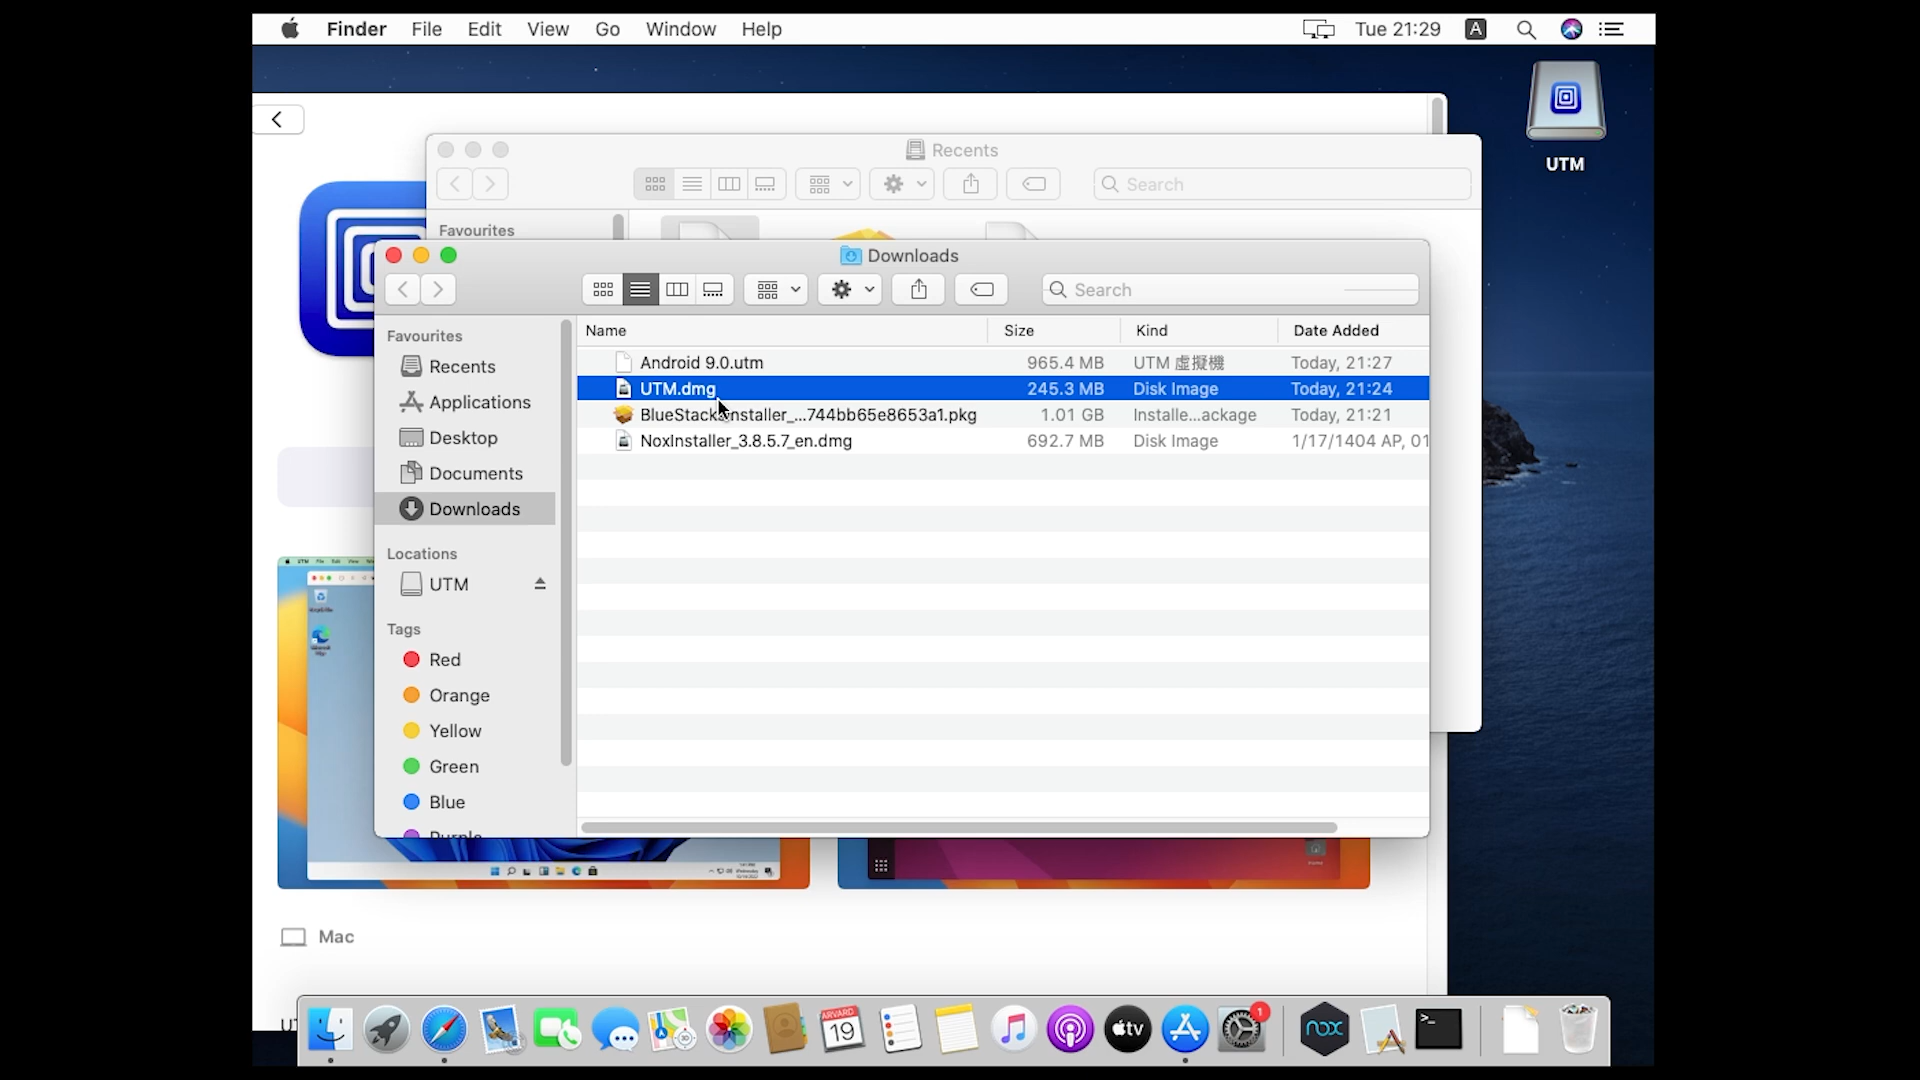 Finder File Edit View Go Window Help Tue 21:29 A
UTM
Recents
Search
Favourites
Downloads
Search
Favourites
Recents
Applications
Desktop
Documents
Downloads
Locations
UTM
Tags
Red
Orange
Yellow
Green
Blue
Purple
Name Size Kind Date Added
Android 9.0.utm 965.4 MB UTM 虛擬機 Today, 21:27
UTM.dmg 245.3 MB Disk Image Today, 21:24
BlueStacksInstaller_...744bb65e8653a1.pkg 1.01 GB Installe...ackage Today, 21:21
NoxInstaller_3.8.5.7_en.dmg 692.7 MB Disk Image 1/17/1404 AP, 01
Mac
19
tv
1
nox